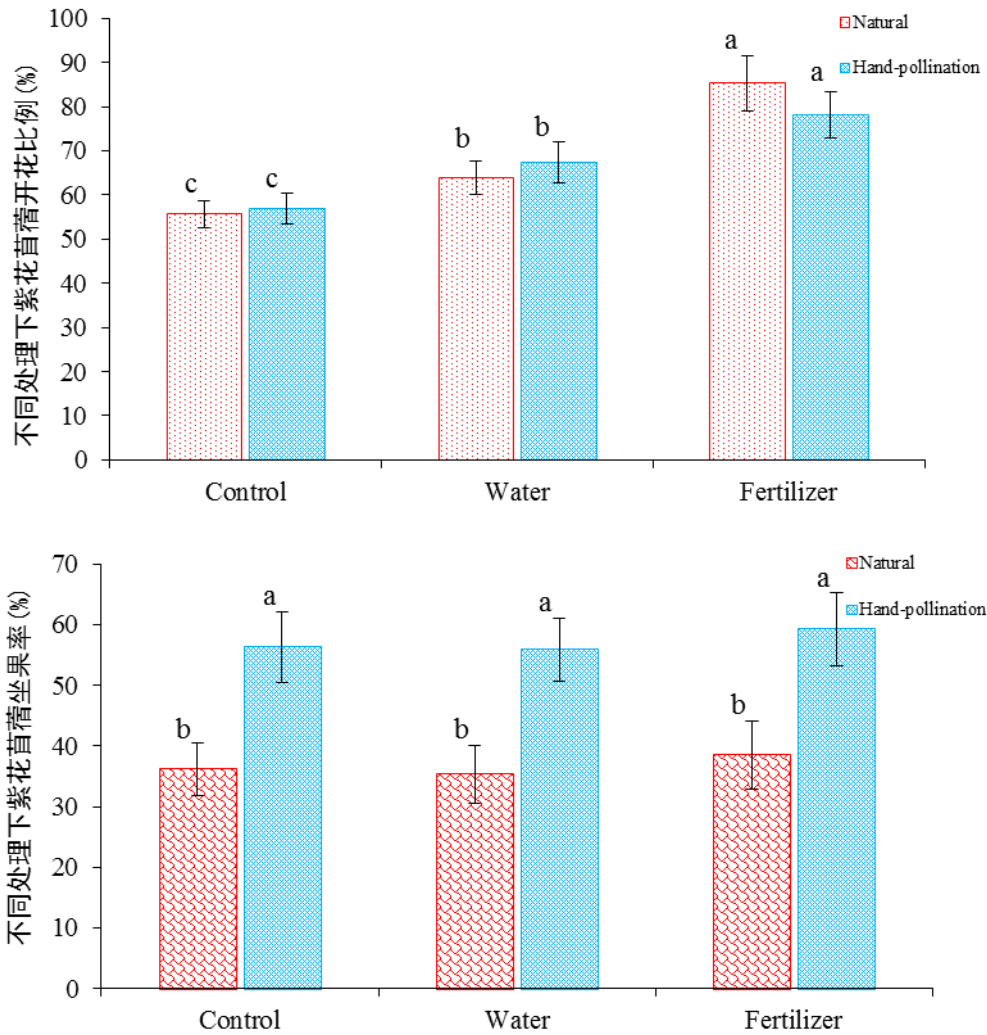 不同处理下紫花苜蓿开花比例(%)
100
90
80
70
60
50
40
30
20
10
0
Natural
Hand-pollination
c
c
b
b
a
a
Control
Water
Fertilizer
不同处理下紫花苜蓿坐果率(%)
70
60
50
40
30
20
10
0
Natural
Hand-pollination
b
a
b
a
b
a
Control
Water
Fertilizer